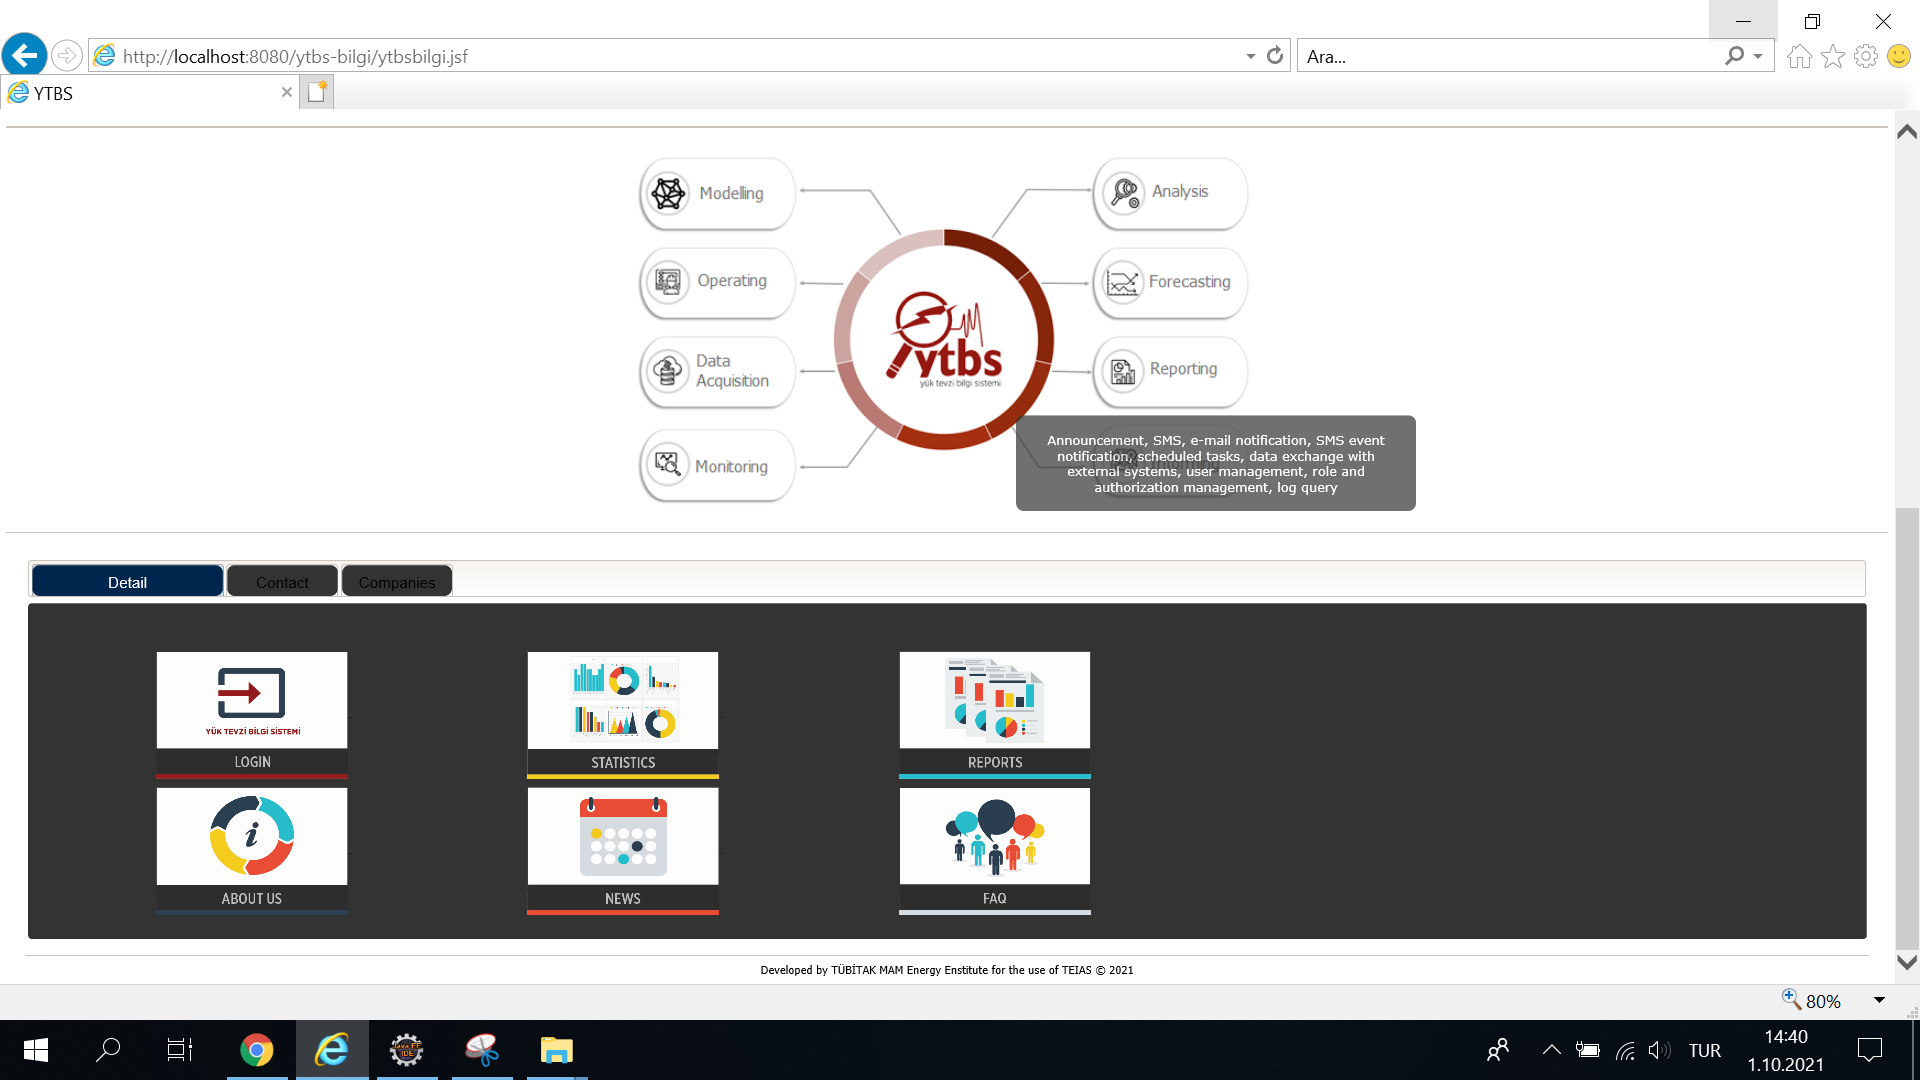 http://localhost:8080/ytbs-bilgi/ytbsbilgi.jsf
Ara...
YTBS
Modelling
Analysis
Operating
Forecasting
Data
Acquisition
Reporting
Monitoring
Informing
ytbs
yük tevzi bilgi sistemi
Announcement, SMS, e-mail notification, SMS event
notification, scheduled tasks, data exchange with
external systems, user management, role and
authorization management, log query
Detail
Contact
Companies
YÜK TEVZİ BİLGİ SİSTEMİ
LOGIN
STATISTICS
REPORTS
ABOUT US
NEWS
FAQ
Developed by TÜBİTAK MAM Energy Enstitute for the use of TEIAS © 2021
80%
Java EE
IDE
TUR
14:40
1.10.2021